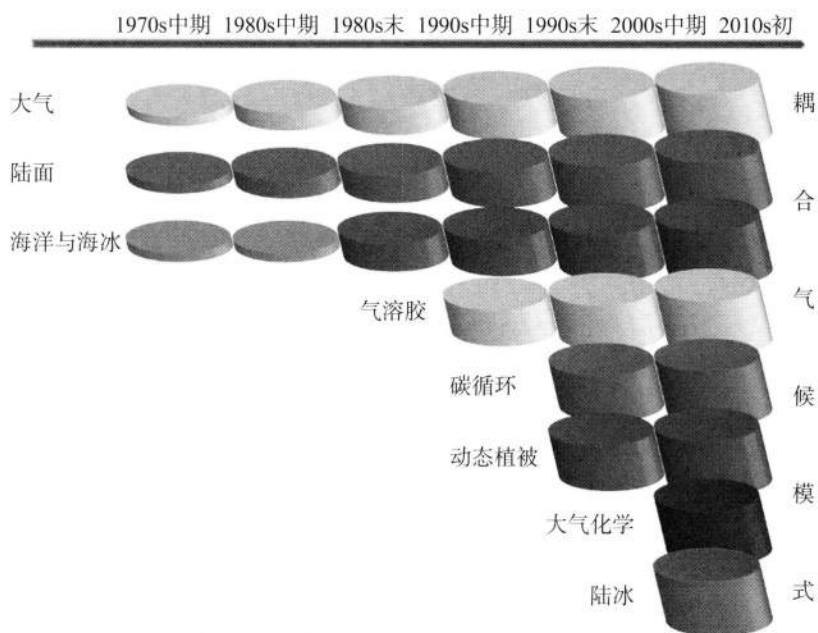 1970s中期 1980s中期 1980s末 1990s中期 1990s末 2000s中期 2010s初
大气
陆面
海洋与海冰
气溶胶
碳循环
动态植被
大气化学
陆冰
耦
合
气
候
模
式